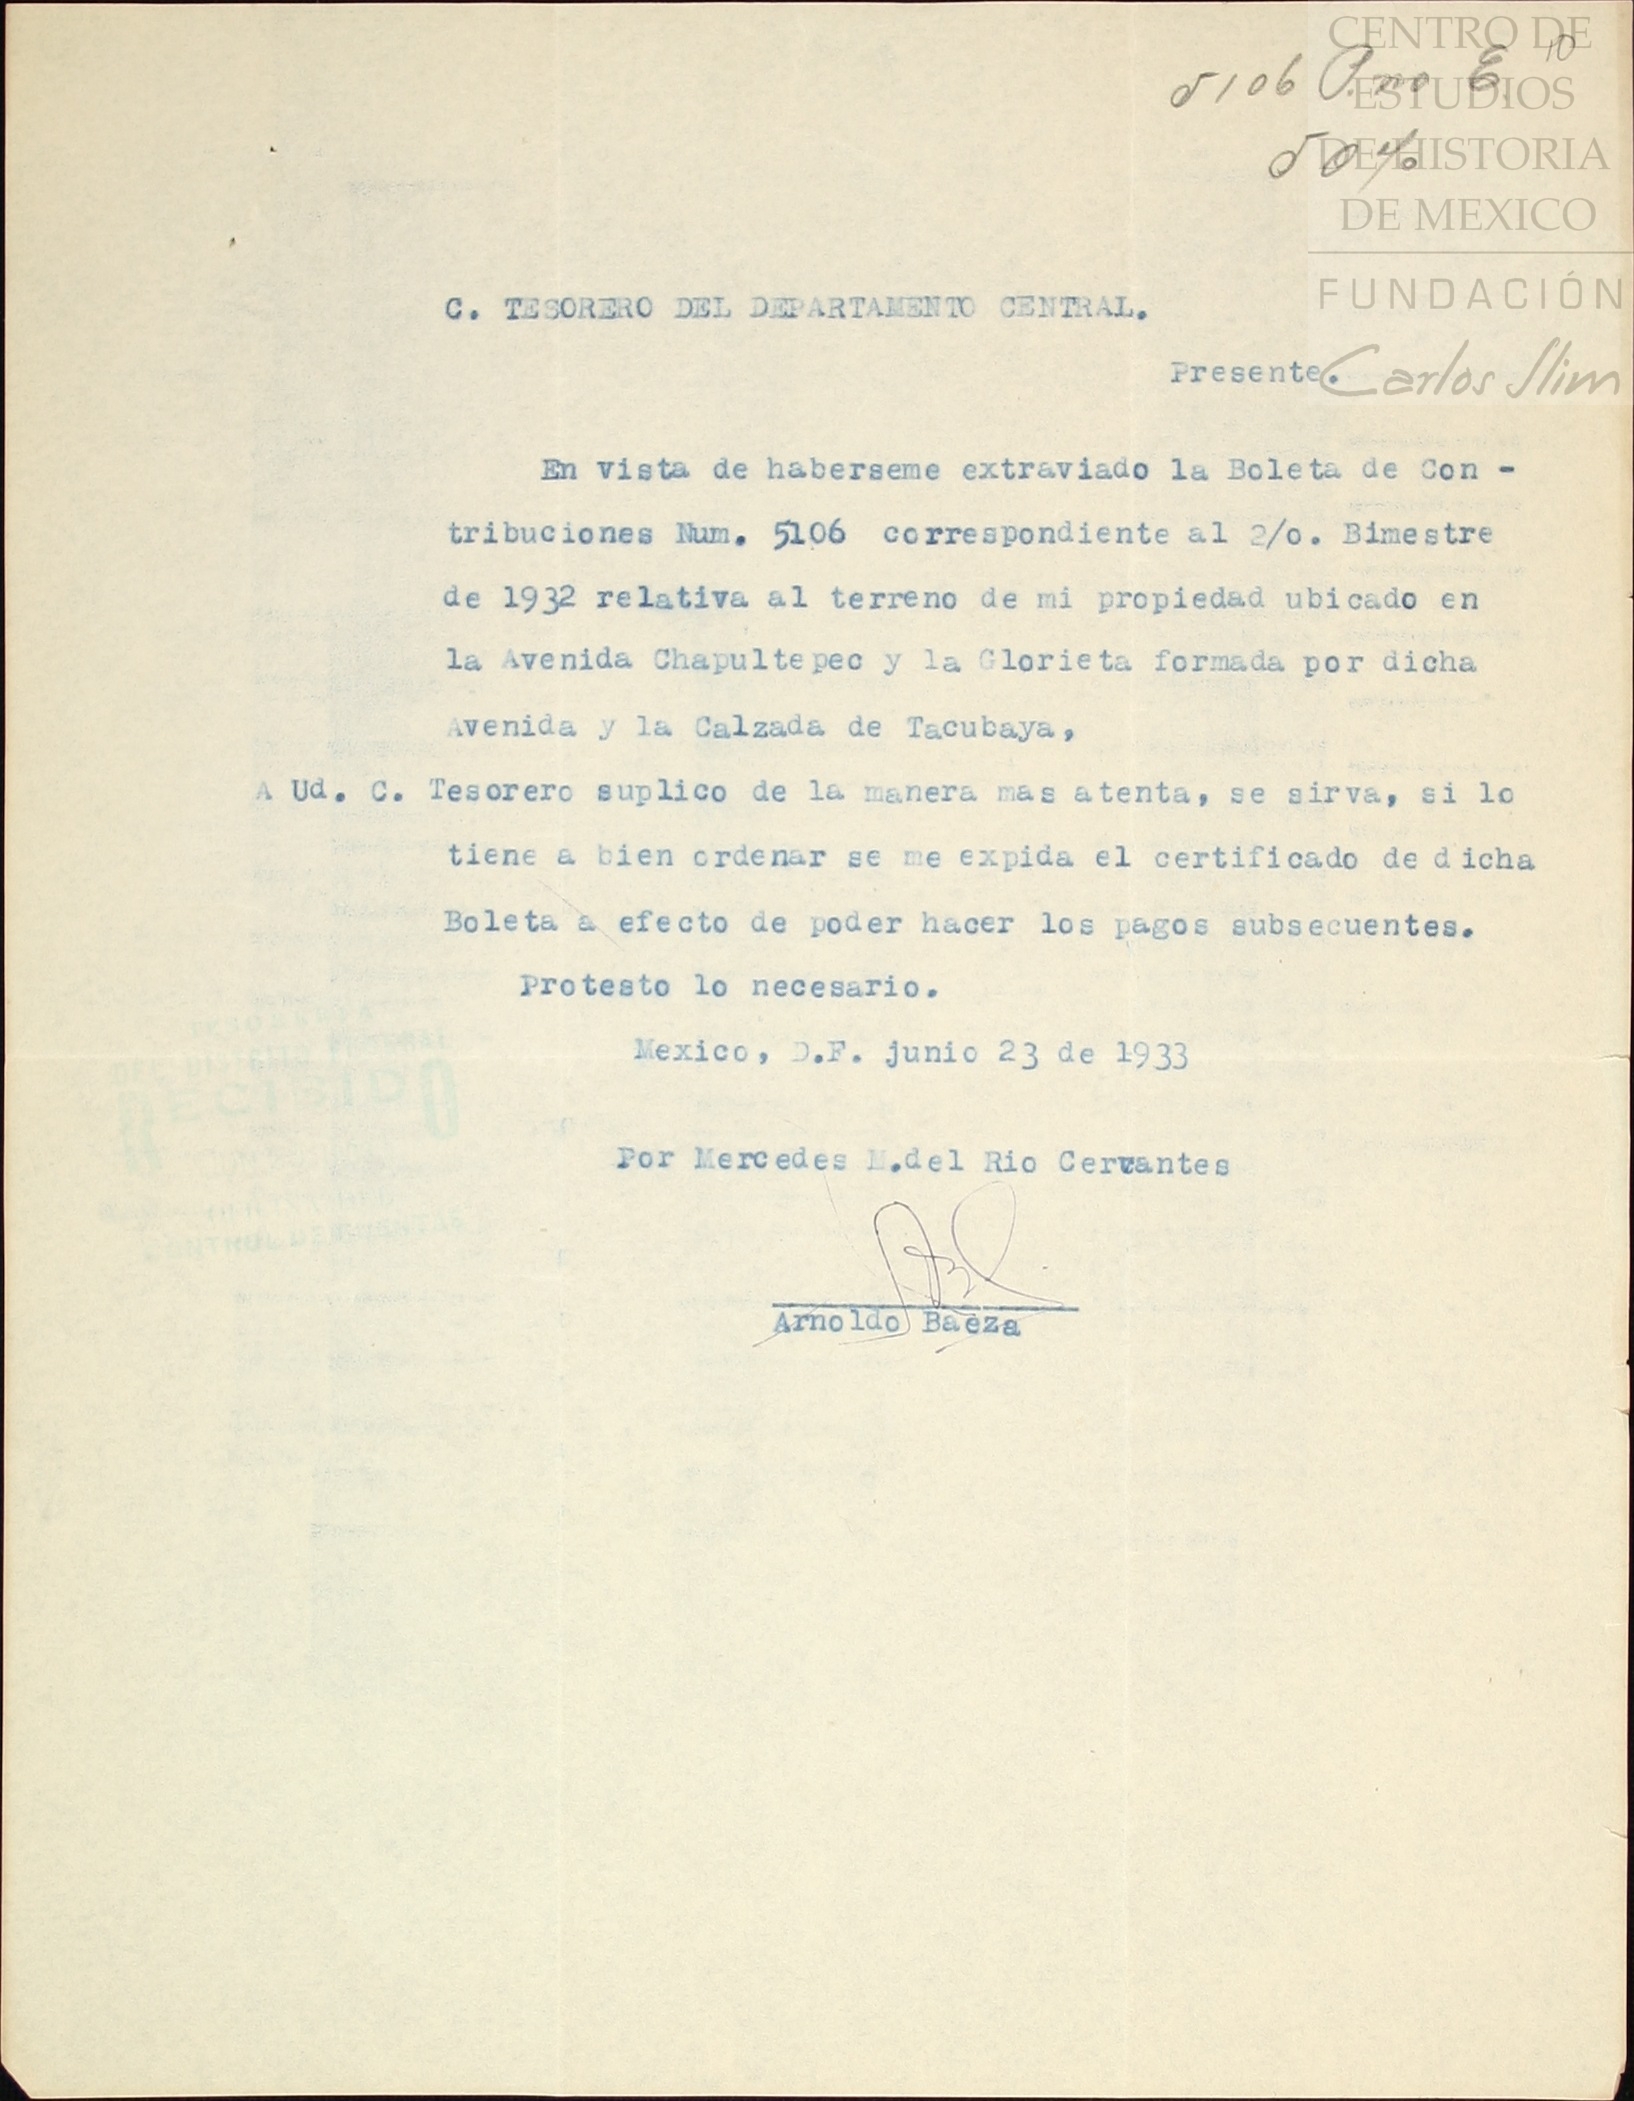 CENTRO DE
ESTUDIOS
DE HISTORIA
DE MEXICO
FUNDACIÓN
Carlos Slim
10
5106
50%
C. TESORERO DEL DEPARTAMENTO CENTRAL.
Presente.
En vista de haberseme extraviado la Boleta de Con -
tribuciones Num. 5106 correspondiente al 2/o. Bimestre
de 1932 relativa al terreno de mi propiedad ubicado en
la Avenida Chapultepec y la Glorieta formada por dicha
Avenida y la Calzada de Tacubaya,
A Ud. C. Tesorero suplico de la manera mas atenta, se sirva, si lo
tiene a bien ordenar se me expida el certificado de dicha
Boleta a efecto de poder hacer los pagos subsecuentes.
Protesto lo necesario.
Mexico, D.F. junio 23 de 1933
Por Mercedes M.del Rio Cervantes
Arnoldo Baeza
RECIBIDO